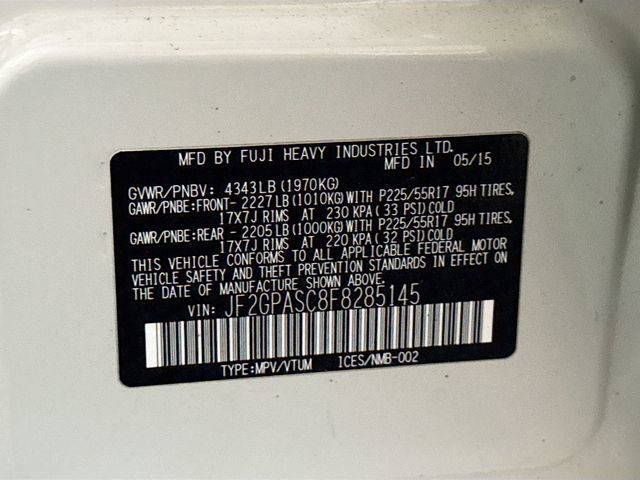 MFD BY FUJI HEAVY INDUSTRIES LTD.
MFD IN 05/15
GVWR/PNBV: 4343LB(1970KG)
GAWR/PNBE:FRONT-2227LB(1010KG)WITH P225/55R17 95H TIRES,
17X7J RIMS AT 230 KPA(33 PSI)COLD
GAWR/PNBE:REAR -2205LB(1000KG)WITH P225/55R17 95H TIRES,
17X7J RIMS AT 220 KPA(32 PSI)COLD
THIS VEHICLE CONFORMS TO ALL APPLICABLE FEDERAL MOTOR
VEHICLE SAFETY AND THEFT PREVENTION STANDARDS IN EFFECT ON
THE DATE OF MANUFACTURE SHOWN ABOVE.
VIN: JF2GPASC8F8285145
TYPE:MPV/VTUM ICES/NMB-002